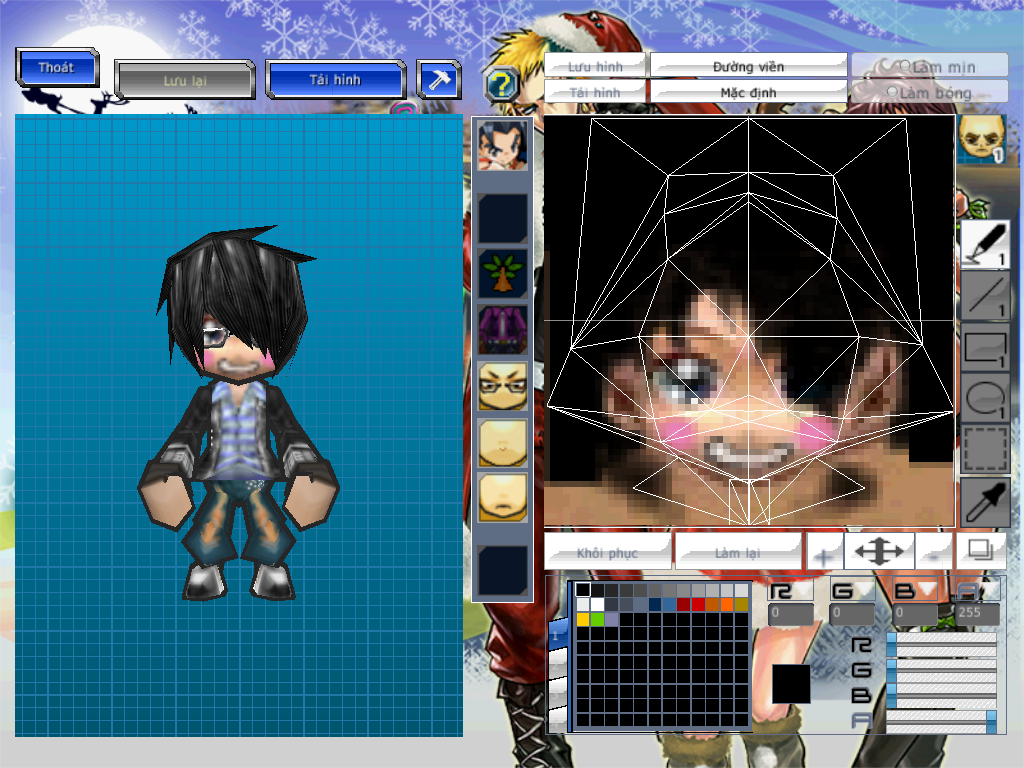 Thoát
Lưu lại
Tải hình
?
Lưu hình
Đường viền
Làm mịn
Tải hình
Mặc định
Làm bóng
1
1
1
1
1
Khôi phục
Làm lại
+
-
R
G
B
A
0
0
0
255
1
R
G
B
A